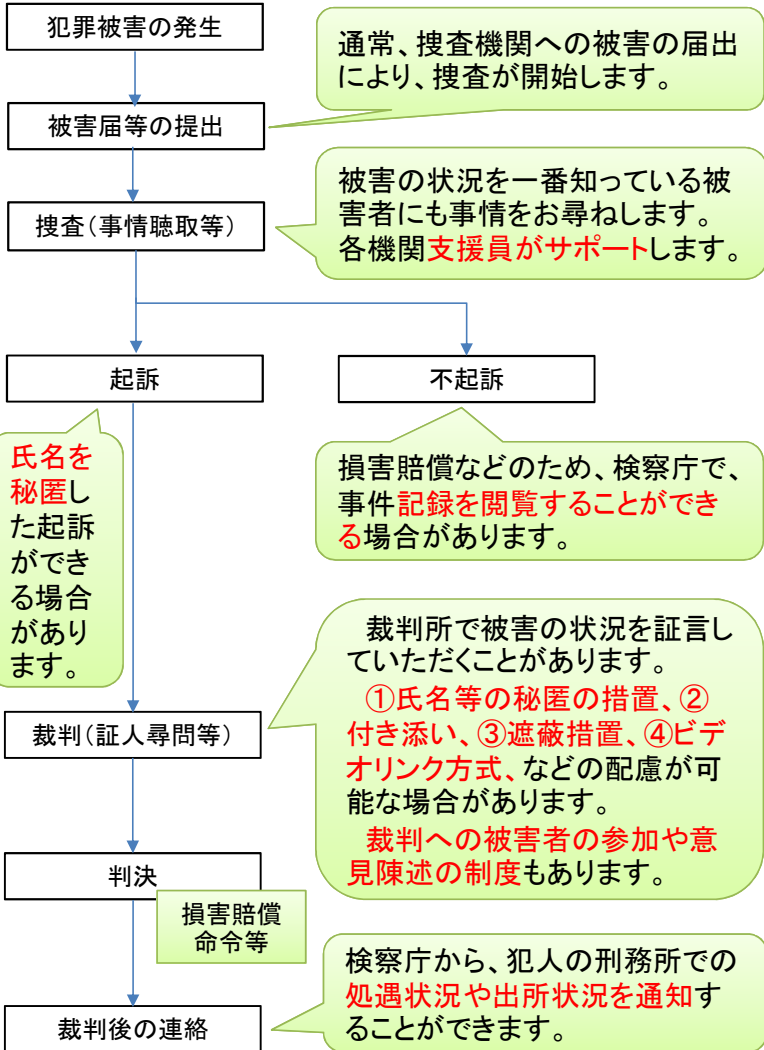 犯罪被害の発生
通常、捜査機関への被害の届出
により、捜査が開始します。
被害届等の提出
被害の状況を一番知っている被
害者にも事情をお尋ねします。
各機関支援員がサポートします。
捜査(事情聴取等)
起訴
不起訴
氏名を
秘匿し
た起訴
ができ
る場合
があり
ます。
損害賠償などのため、検察庁で、
事件記録を閲覧することができ
る場合があります。
裁判所で被害の状況を証言し
ていただくことがあります。
①氏名等の秘匿の措置、②
付き添い、③遮蔽措置、④ビデ
オリンク方式、などの配慮が可
能な場合があります。
裁判への被害者の参加や意
見陳述の制度もあります。
裁判(証人尋問等)
判決
損害賠償
命令等
検察庁から、犯人の刑務所での
処遇状況や出所状況を通知す
ることができます。
裁判後の連絡